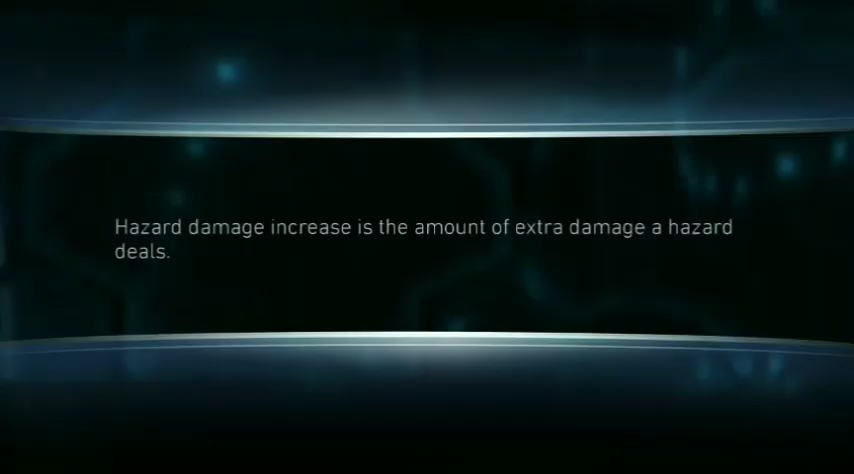 Hazard damage increase is the amount of extra damage a hazard
deals.